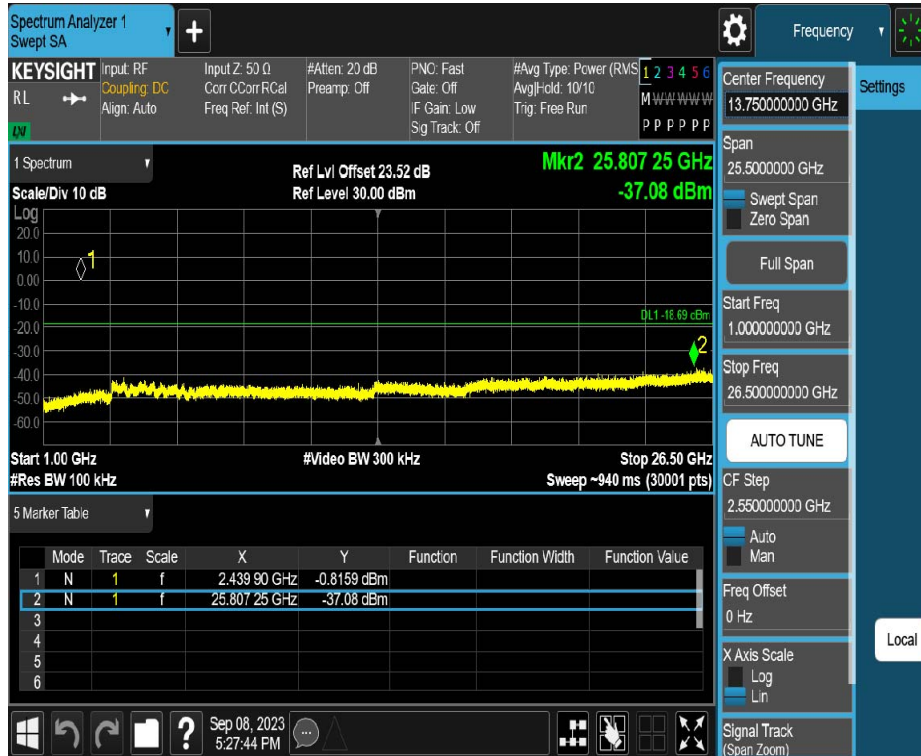 Spectrum Analyzer 1
Swept SA
+
Frequency
KEYSIGHT
RL
LXI
Input: RF
Coupling: DC
Align: Auto
Input Z: 50 Ω
Corr CCorr RCal
Freq Ref: Int (S)
#Atten: 20 dB
Preamp: Off
PNO: Fast
Gate: Off
IF Gain: Low
Sig Track: Off
#Avg Type: Power (RMS
Avg|Hold: 10/10
Trig: Free Run
1 2 3 4 5 6
M W W W W W
P P P P P P
1 Spectrum
Scale/Div 10 dB
Ref Lvl Offset 23.52 dB
Ref Level 30.00 dBm
Mkr2 25.807 25 GHz
-37.08 dBm
Log
20.0
10.0
0.00
-10.0
-20.0
-30.0
-40.0
-50.0
-60.0
1
DL1 -18.69 dBm
2
Start 1.00 GHz
#Video BW 300 kHz
Stop 26.50 GHz
#Res BW 100 kHz
Sweep ~940 ms (30001 pts)
5 Marker Table
Mode Trace Scale X Y Function Function Width Function Value
1 N 1 f 2.439 90 GHz -0.8159 dBm
2 N 1 f 25.807 25 GHz -37.08 dBm
3
4
5
6
?
Sep 08, 2023
5:27:44 PM
Center Frequency
13.750000000 GHz
Settings
Span
25.5000000 GHz
Swept Span
Zero Span
Full Span
Start Freq
1.000000000 GHz
Stop Freq
26.500000000 GHz
AUTO TUNE
CF Step
2.550000000 GHz
Auto
Man
Freq Offset
0 Hz
Local
X Axis Scale
Log
Lin
Signal Track
(Span Zoom)